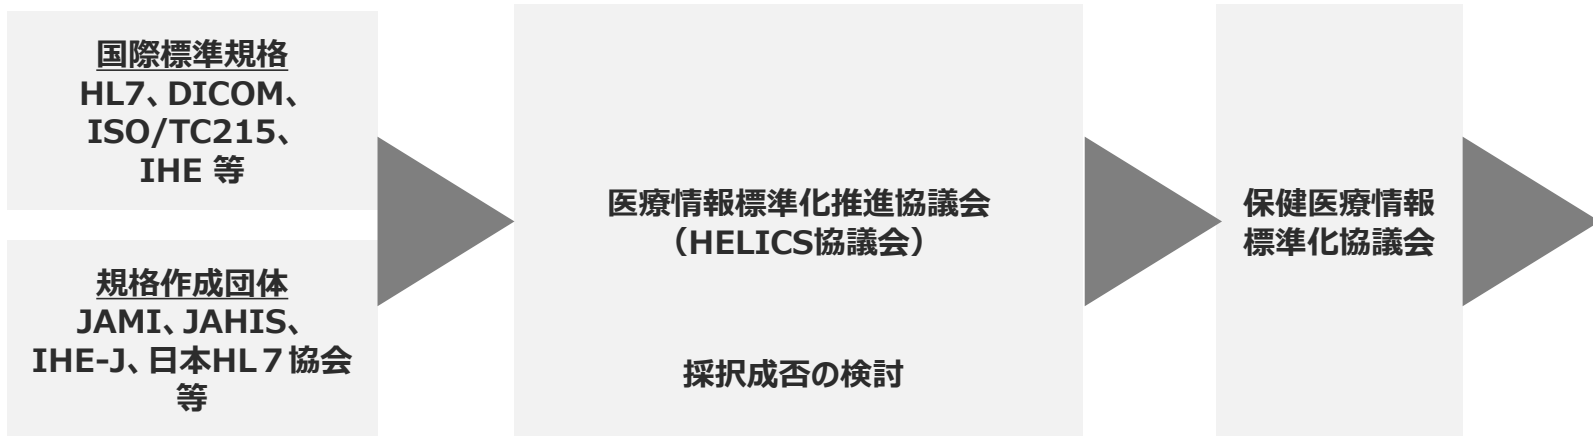 国際標準規格
HL7、DICOM、
ISO/TC215、
IHE 等
規格作成団体
JAMI、JAHIS、
IHE-J、日本HL７協会
等
医療情報標準化推進協議会
（HELICS協議会）
採択成否の検討
保健医療情報
標準化協議会